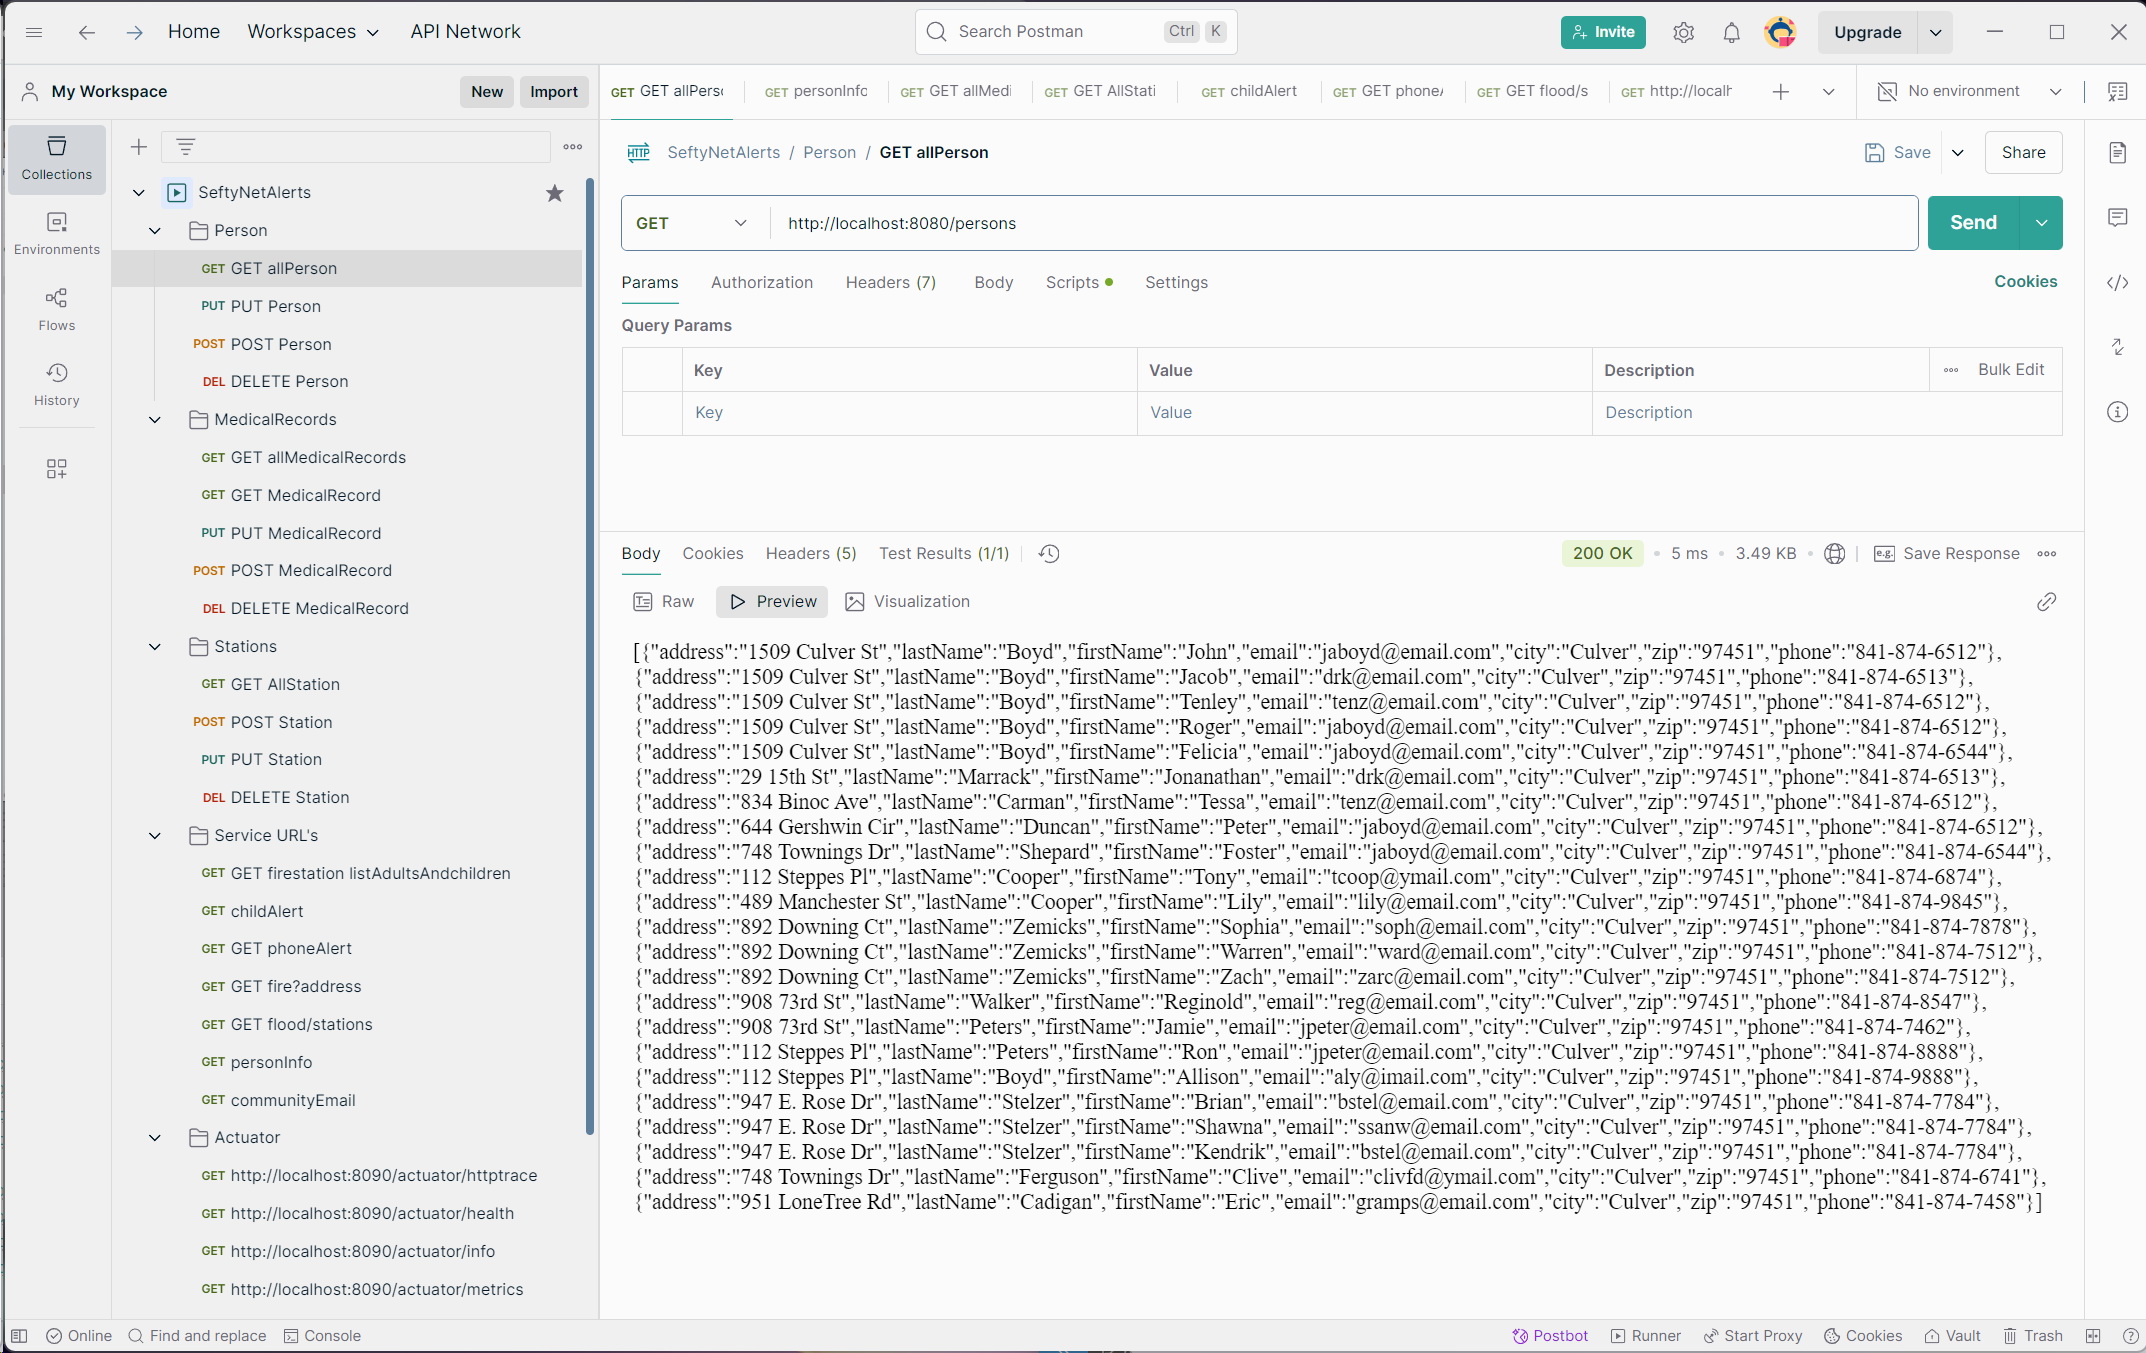 Home Workspaces API Network Search Postman Ctrl K Invite Upgrade
My Workspace New Import
GET GET allPersc GET personInfo GET GET allMedi GET GET AllStati GET childAlert GET GET phone/ GET GET flood/s GET http://localh No environment
Collections
Environments
Flows
History
SeftyNetAlerts
Person
GET GET allPerson
PUT PUT Person
POST POST Person
DEL DELETE Person
MedicalRecords
GET GET allMedicalRecords
GET GET MedicalRecord
PUT PUT MedicalRecord
POST POST MedicalRecord
DEL DELETE MedicalRecord
Stations
GET GET AllStation
POST POST Station
PUT PUT Station
DEL DELETE Station
Service URL's
GET GET firestation listAdultsAndchildren
GET childAlert
GET GET phoneAlert
GET GET fire?address
GET GET flood/stations
GET personInfo
GET communityEmail
Actuator
GET http://localhost:8090/actuator/httptrace
GET http://localhost:8090/actuator/health
GET http://localhost:8090/actuator/info
GET http://localhost:8090/actuator/metrics
HTTP SeftyNetAlerts / Person / GET allPerson Save Share
GET http://localhost:8080/persons Send
Params Authorization Headers (7) Body Scripts Settings Cookies
Query Params
Key Value Description Bulk Edit
Key Value Description
Body Cookies Headers (5) Test Results (1/1) 200 OK 5 ms 3.49 KB e.g. Save Response
Raw Preview Visualization
[{"address":"1509 Culver St","lastName":"Boyd","firstName":"John","email":"jaboyd@email.com","city":"Culver","zip":"97451","phone":"841-874-6512"},
{"address":"1509 Culver St","lastName":"Boyd","firstName":"Jacob","email":"drk@email.com","city":"Culver","zip":"97451","phone":"841-874-6513"},
{"address":"1509 Culver St","lastName":"Boyd","firstName":"Tenley","email":"tenz@email.com","city":"Culver","zip":"97451","phone":"841-874-6512"},
{"address":"1509 Culver St","lastName":"Boyd","firstName":"Roger","email":"jaboyd@email.com","city":"Culver","zip":"97451","phone":"841-874-6512"},
{"address":"1509 Culver St","lastName":"Boyd","firstName":"Felicia","email":"jaboyd@email.com","city":"Culver","zip":"97451","phone":"841-874-6544"},
{"address":"29 15th St","lastName":"Marrack","firstName":"Jonanathan","email":"drk@email.com","city":"Culver","zip":"97451","phone":"841-874-6513"},
{"address":"834 Binoc Ave","lastName":"Carman","firstName":"Tessa","email":"tenz@email.com","city":"Culver","zip":"97451","phone":"841-874-6512"},
{"address":"644 Gershwin Cir","lastName":"Duncan","firstName":"Peter","email":"jaboyd@email.com","city":"Culver","zip":"97451","phone":"841-874-6512"},
{"address":"748 Townings Dr","lastName":"Shepard","firstName":"Foster","email":"jaboyd@email.com","city":"Culver","zip":"97451","phone":"841-874-6544"},
{"address":"112 Steppes Pl","lastName":"Cooper","firstName":"Tony","email":"tcoop@ymail.com","city":"Culver","zip":"97451","phone":"841-874-6874"},
{"address":"489 Manchester St","lastName":"Cooper","firstName":"Lily","email":"lily@email.com","city":"Culver","zip":"97451","phone":"841-874-9845"},
{"address":"892 Downing Ct","lastName":"Zemicks","firstName":"Sophia","email":"soph@email.com","city":"Culver","zip":"97451","phone":"841-874-7878"},
{"address":"892 Downing Ct","lastName":"Zemicks","firstName":"Warren","email":"ward@email.com","city":"Culver","zip":"97451","phone":"841-874-7512"},
{"address":"892 Downing Ct","lastName":"Zemicks","firstName":"Zach","email":"zarc@email.com","city":"Culver","zip":"97451","phone":"841-874-7512"},
{"address":"908 73rd St","lastName":"Walker","firstName":"Reginold","email":"reg@email.com","city":"Culver","zip":"97451","phone":"841-874-8547"},
{"address":"908 73rd St","lastName":"Peters","firstName":"Jamie","email":"jpeter@email.com","city":"Culver","zip":"97451","phone":"841-874-7462"},
{"address":"112 Steppes Pl","lastName":"Peters","firstName":"Ron","email":"jpeter@email.com","city":"Culver","zip":"97451","phone":"841-874-8888"},
{"address":"112 Steppes Pl","lastName":"Boyd","firstName":"Allison","email":"aly@imail.com","city":"Culver","zip":"97451","phone":"841-874-9888"},
{"address":"947 E. Rose Dr","lastName":"Stelzer","firstName":"Brian","email":"bstel@email.com","city":"Culver","zip":"97451","phone":"841-874-7784"},
{"address":"947 E. Rose Dr","lastName":"Stelzer","firstName":"Shawna","email":"ssanw@email.com","city":"Culver","zip":"97451","phone":"841-874-7784"},
{"address":"947 E. Rose Dr","lastName":"Stelzer","firstName":"Kendrik","email":"bstel@email.com","city":"Culver","zip":"97451","phone":"841-874-7784"},
{"address":"748 Townings Dr","lastName":"Ferguson","firstName":"Clive","email":"clivfd@ymail.com","city":"Culver","zip":"97451","phone":"841-874-6741"},
{"address":"951 LoneTree Rd","lastName":"Cadigan","firstName":"Eric","email":"gramps@email.com","city":"Culver","zip":"97451","phone":"841-874-7458"}]
Online Find and replace Console Postbot Runner Start Proxy Cookies Vault Trash